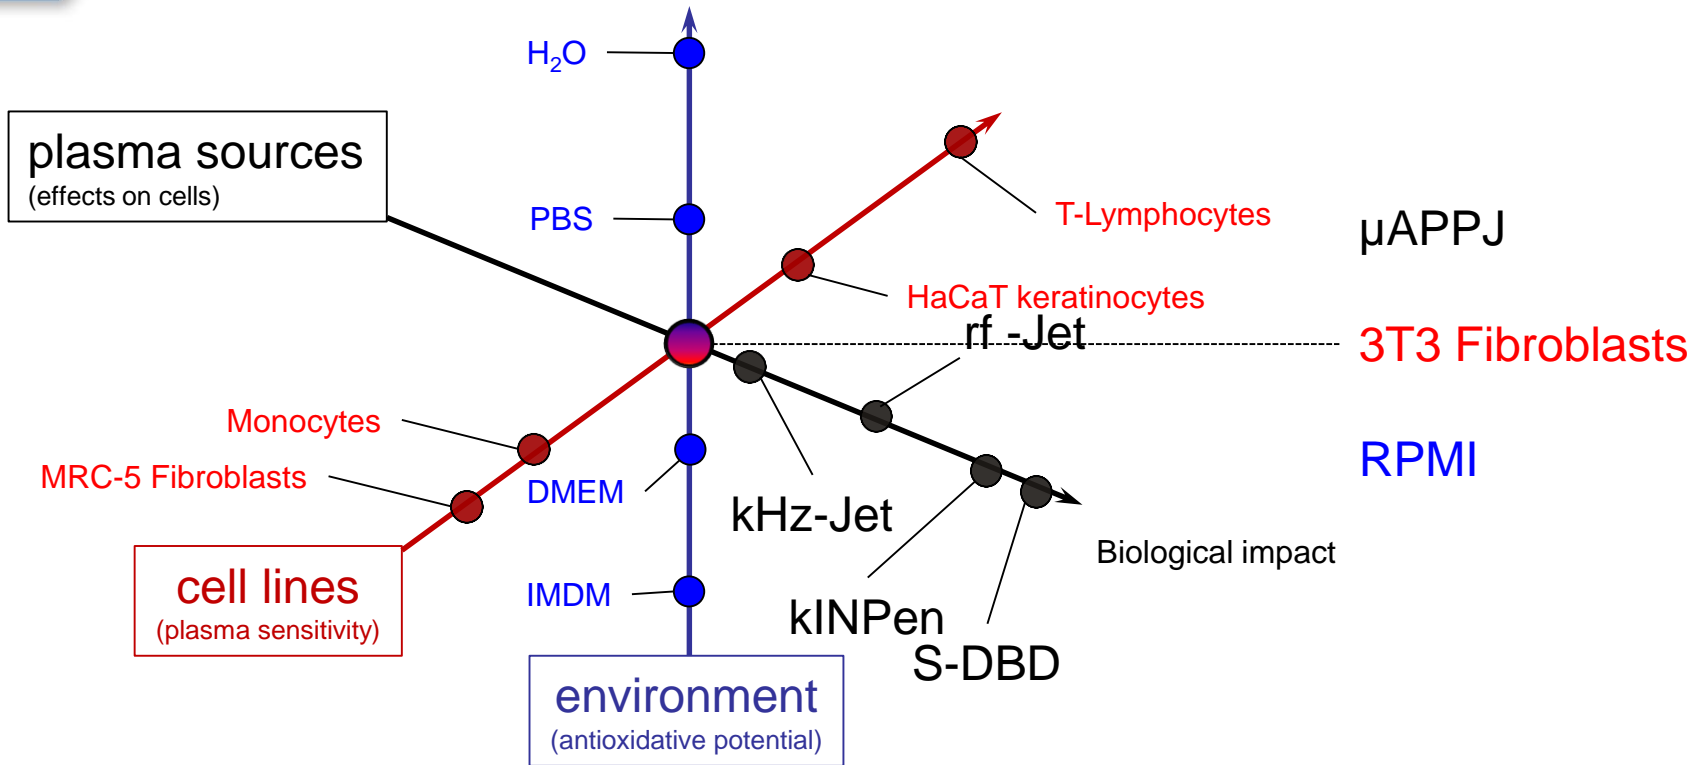 H₂O
plasma sources
(effects on cells)
PBS
T-Lymphocytes
µAPPJ
HaCaT keratinocytes
rf -Jet
3T3 Fibroblasts
Monocytes
MRC-5 Fibroblasts
RPMI
DMEM
kHz-Jet
Biological impact
cell lines
(plasma sensitivity)
IMDM
kINPen
S-DBD
environment
(antioxidative potential)